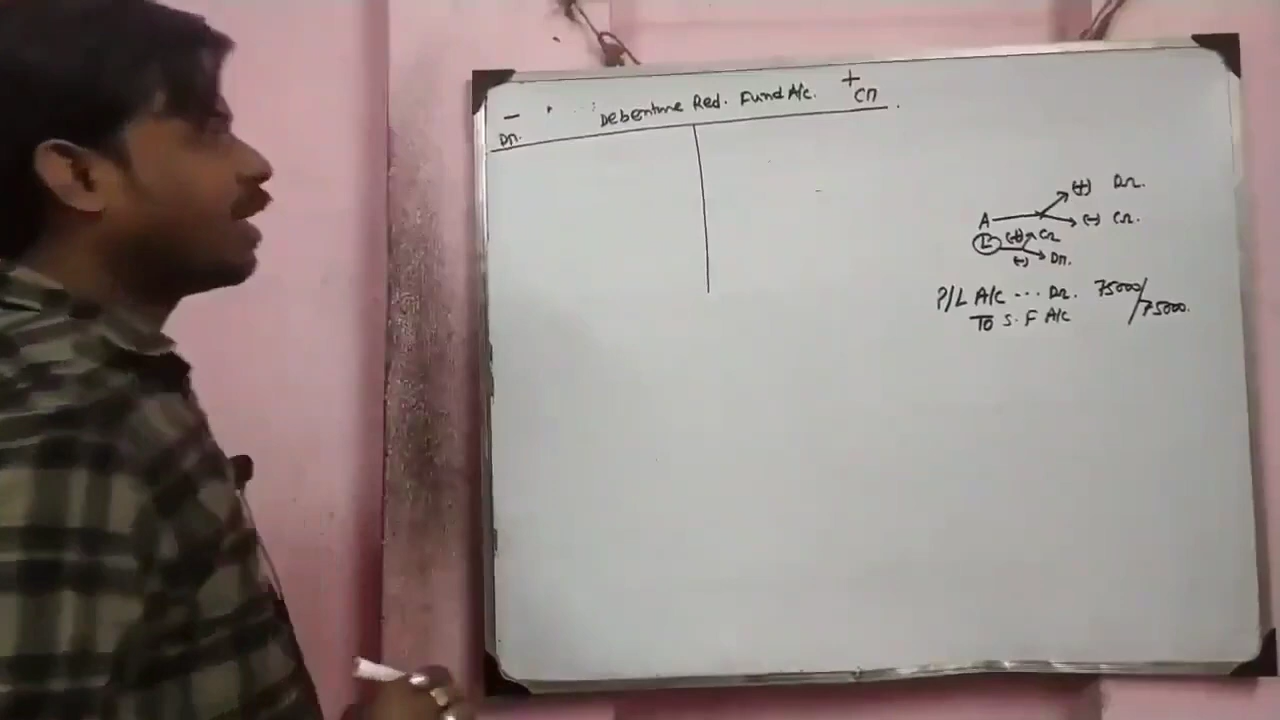 Debenture Red. Fund A/c. +
- Dr. Cr
A (+) Dr.
(-) Cr.
L (+) Cr
(-) Dr.
P/L A/c ... Dr. 75000/
To S.F A/c /75000.